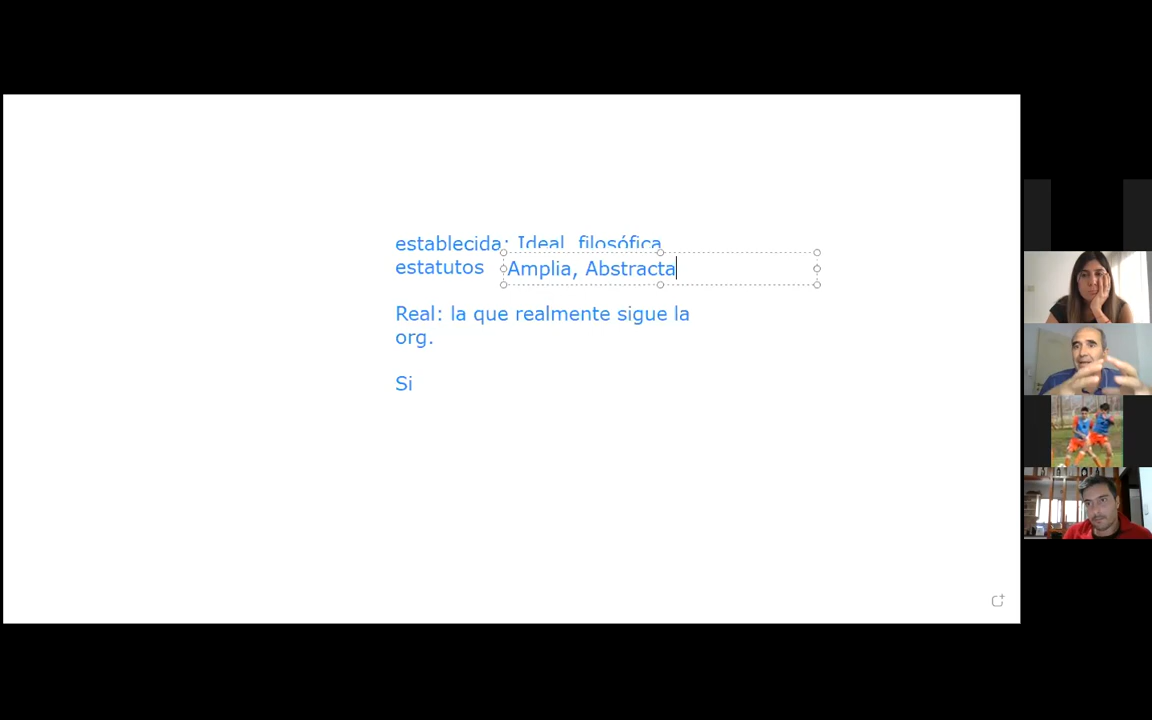 establecida: Ideal, filosófica
estatutos Amplia, Abstracta
Real: la que realmente sigue la
org.
Si